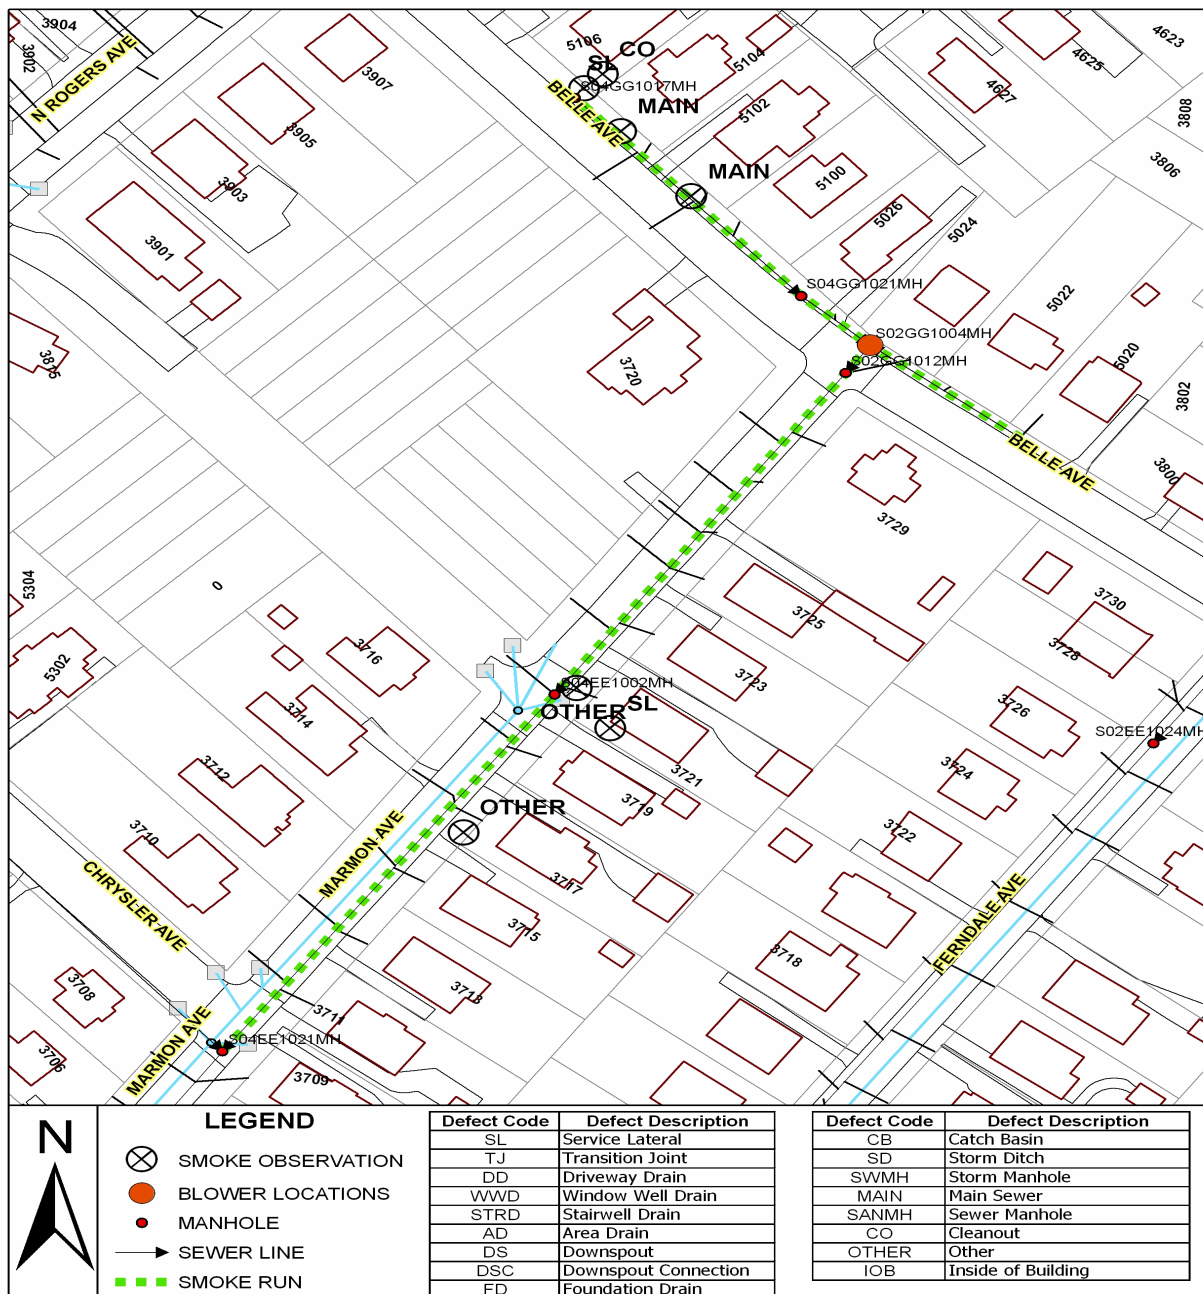 3904
3902
N ROGERS AVE
3907
3905
3903
3901
3815
5106
CO
SL
S04GG1017MH
BELLE AVE
MAIN
MAIN
5104
5102
5100
5026
5024
5022
5020
4623
4625
4627
3808
3806
3802
3800
S04GG1021MH
S02GG1004MH
S02GG1012MH
3720
BELLE AVE
3729
3725
3723
3730
3728
3726
S02EE1024MH
3724
3722
5304
0
5302
3716
3714
3712
3710
S04EE1002MH
OTHER
SL
3721
3719
OTHER
3717
3715
3713
3711
3709
3718
MARMON AVE
CHRYSLER AVE
FERNDALE AVE
3708
3706
MARMON AVE
S04EE1021MH
N
LEGEND
SMOKE OBSERVATION
BLOWER LOCATIONS
MANHOLE
SEWER LINE
SMOKE RUN
Defect Code Defect Description
SL Service Lateral
TJ Transition Joint
DD Driveway Drain
WWD Window Well Drain
STRD Stairwell Drain
AD Area Drain
DS Downspout
DSC Downspout Connection
FD Foundation Drain
Defect Code Defect Description
CB Catch Basin
SD Storm Ditch
SWMH Storm Manhole
MAIN Main Sewer
SANMH Sewer Manhole
CO Cleanout
OTHER Other
IOB Inside of Building